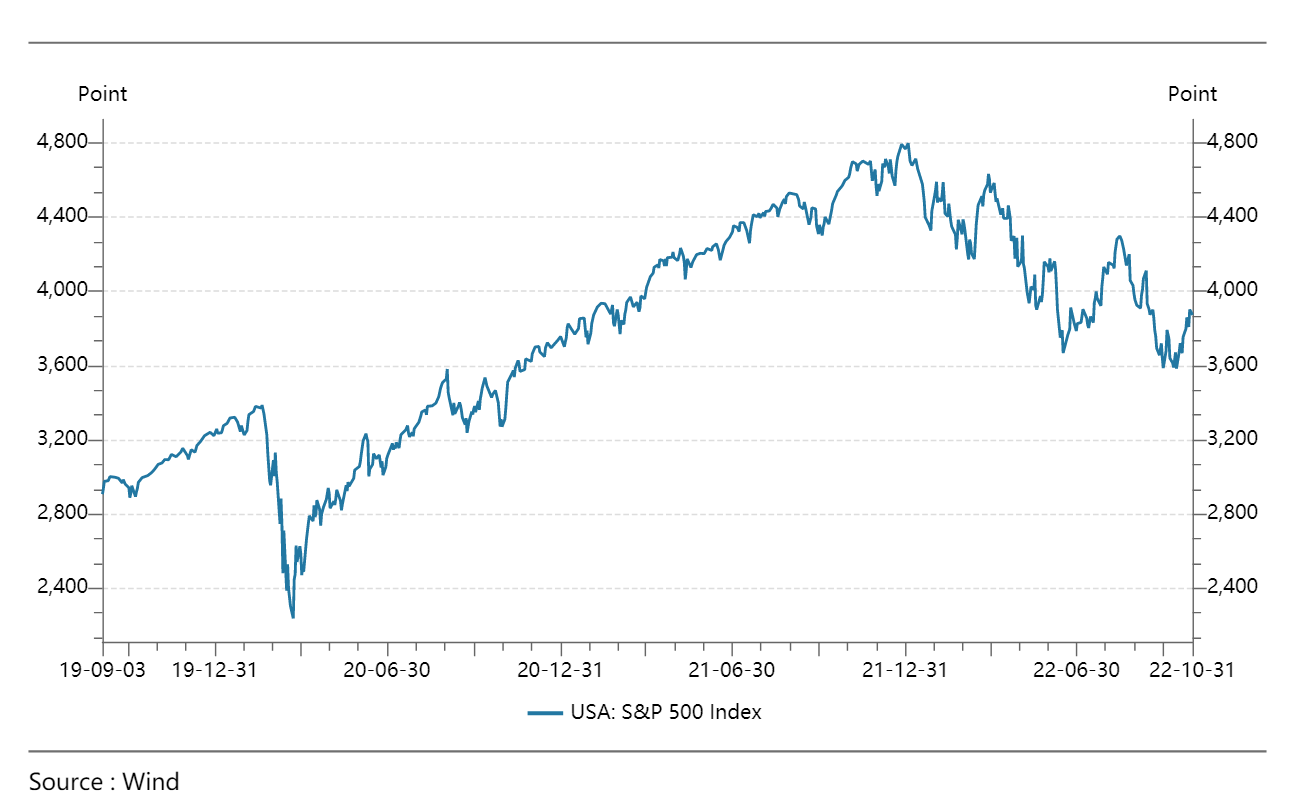 Point Point
4,800 4,800
4,400 4,400
4,000 4,000
3,600 3,600
3,200 3,200
2,800 2,800
2,400 2,400
19-09-03 19-12-31 20-06-30 20-12-31 21-06-30 21-12-31 22-06-30 22-10-31
USA: S&P 500 Index
Source : Wind